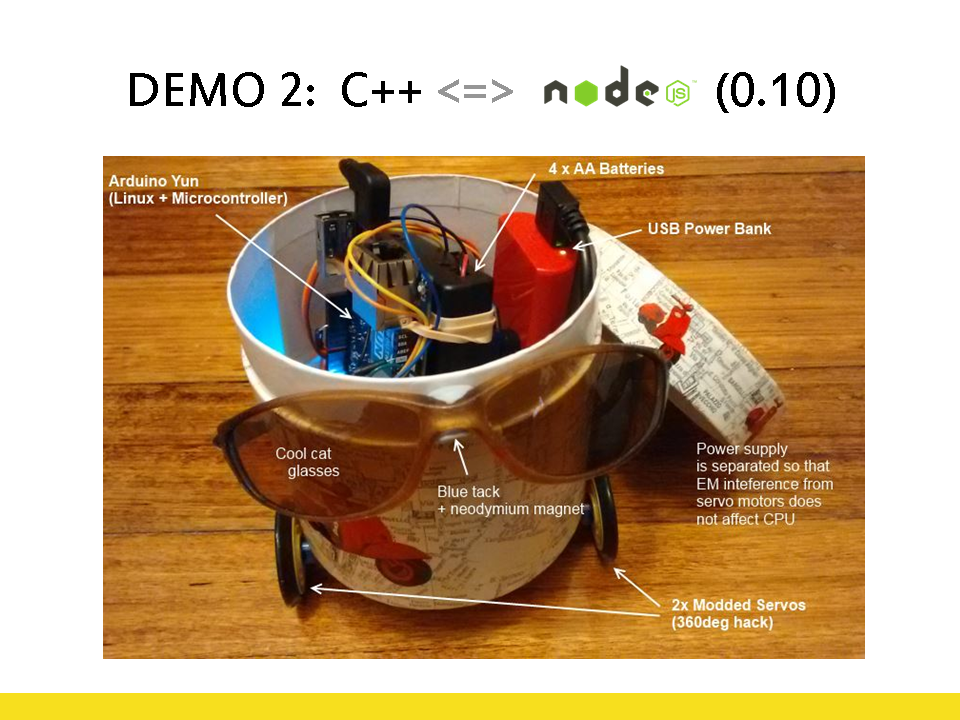 DEMO 2: C++ <=> node JS ™ (0.10)
Arduino Yun
(Linux + Microcontroller)
4 x AA Batteries
USB Power Bank
Cool cat
glasses
Blue tack
+ neodymium magnet
Power supply
is separated so that
EM inteference from
servo motors does
not affect CPU
2x Modded Servos
(360deg hack)